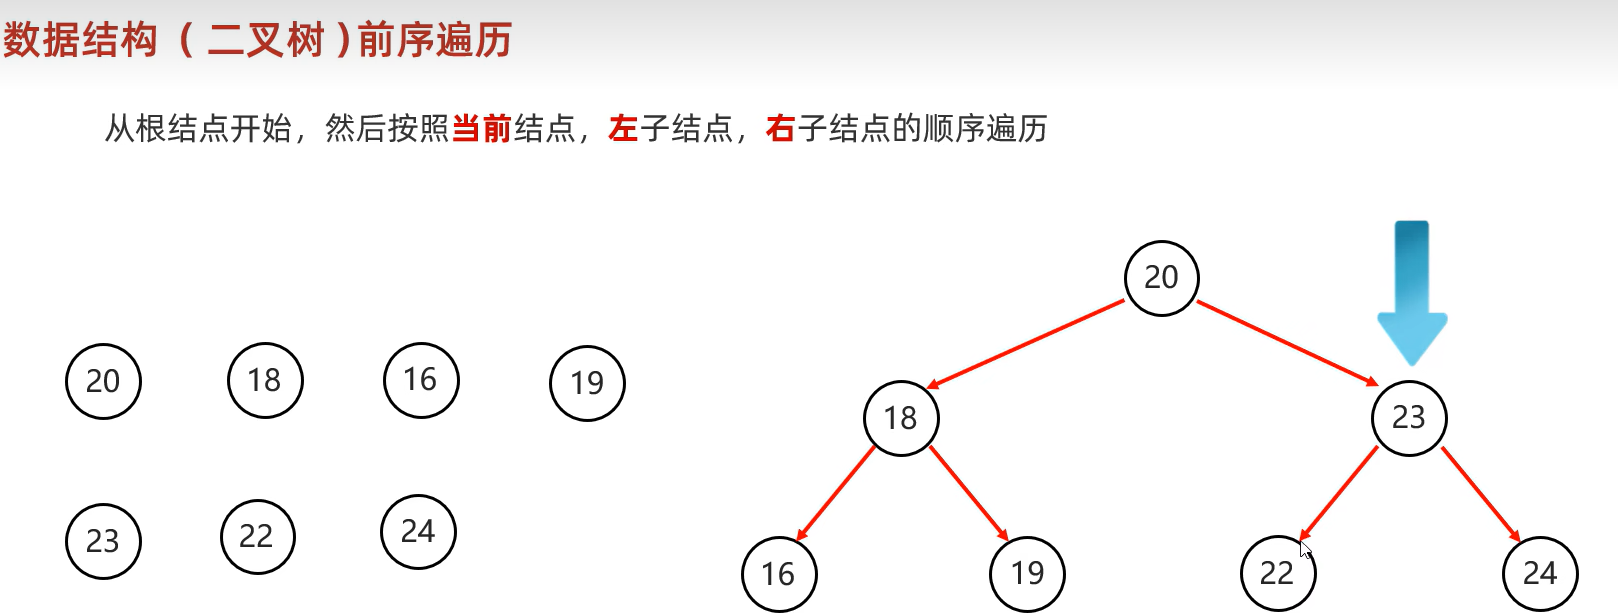 数据结构（二叉树)前序遍历
从根结点开始，然后按照当前结点，左子结点，右子结点的顺序遍历
20
20 18 16 19
18 23
23 22 24
16 19 22 24